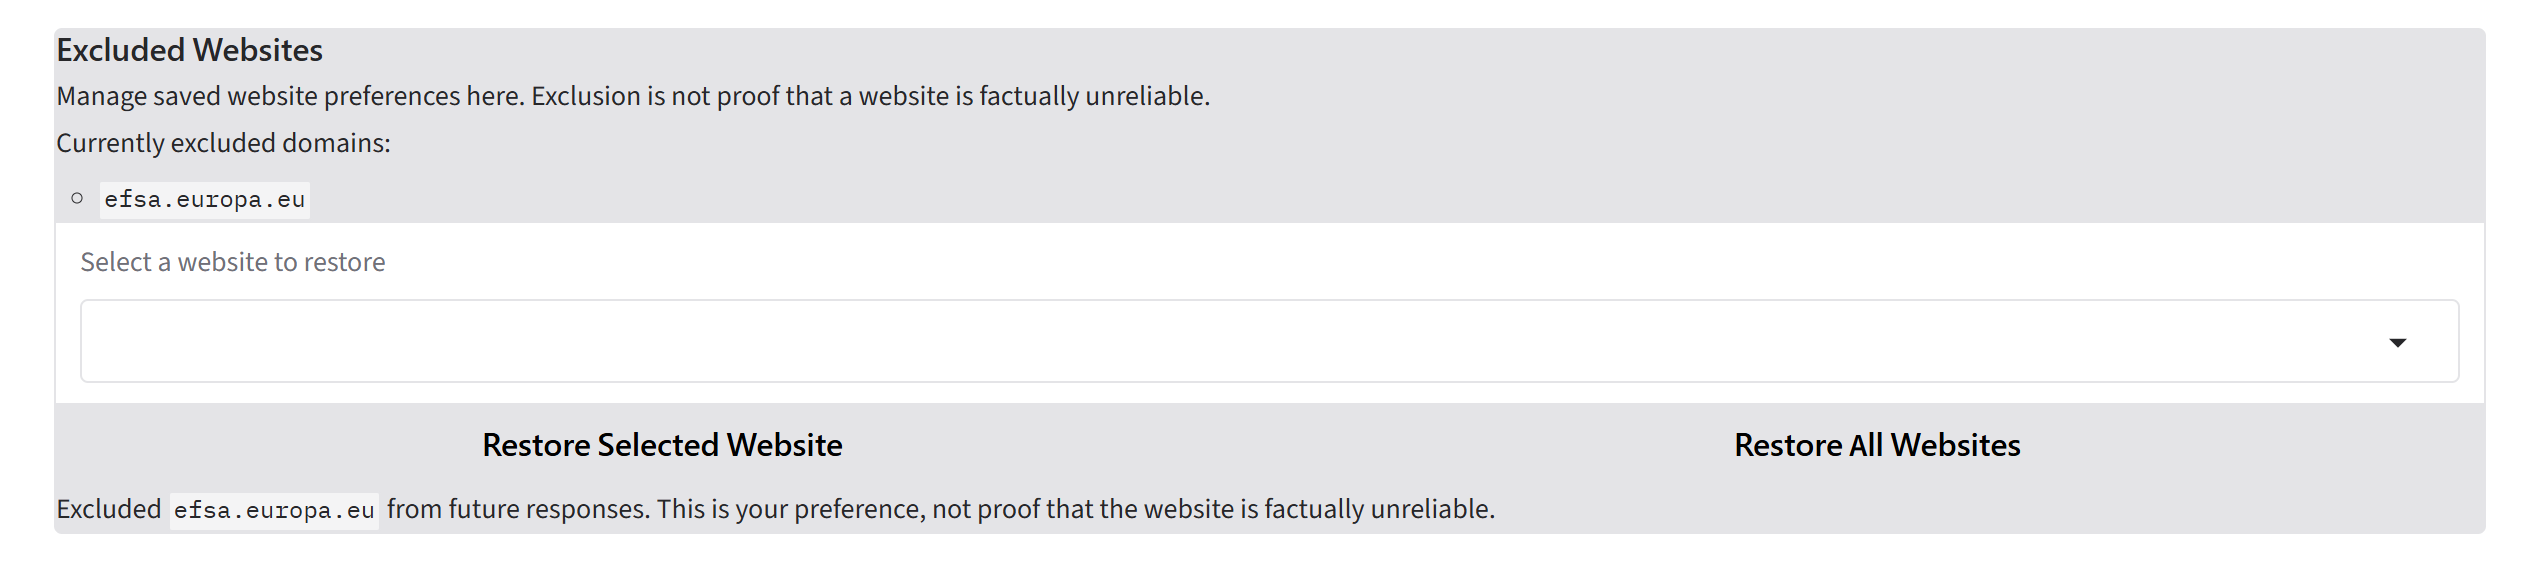 Excluded Websites
Manage saved website preferences here. Exclusion is not proof that a website is factually unreliable.
Currently excluded domains:
efsa.europa.eu
Select a website to restore
Restore Selected Website
Restore All Websites
Excluded efsa.europa.eu from future responses. This is your preference, not proof that the website is factually unreliable.